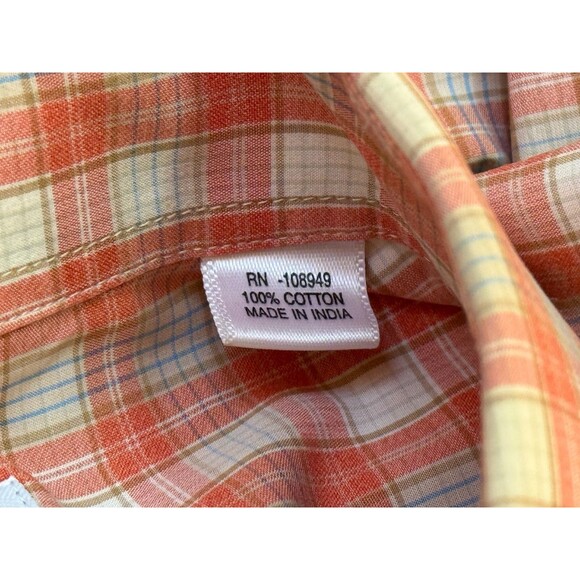 RN -108949
100% COTTON
MADE IN INDIA